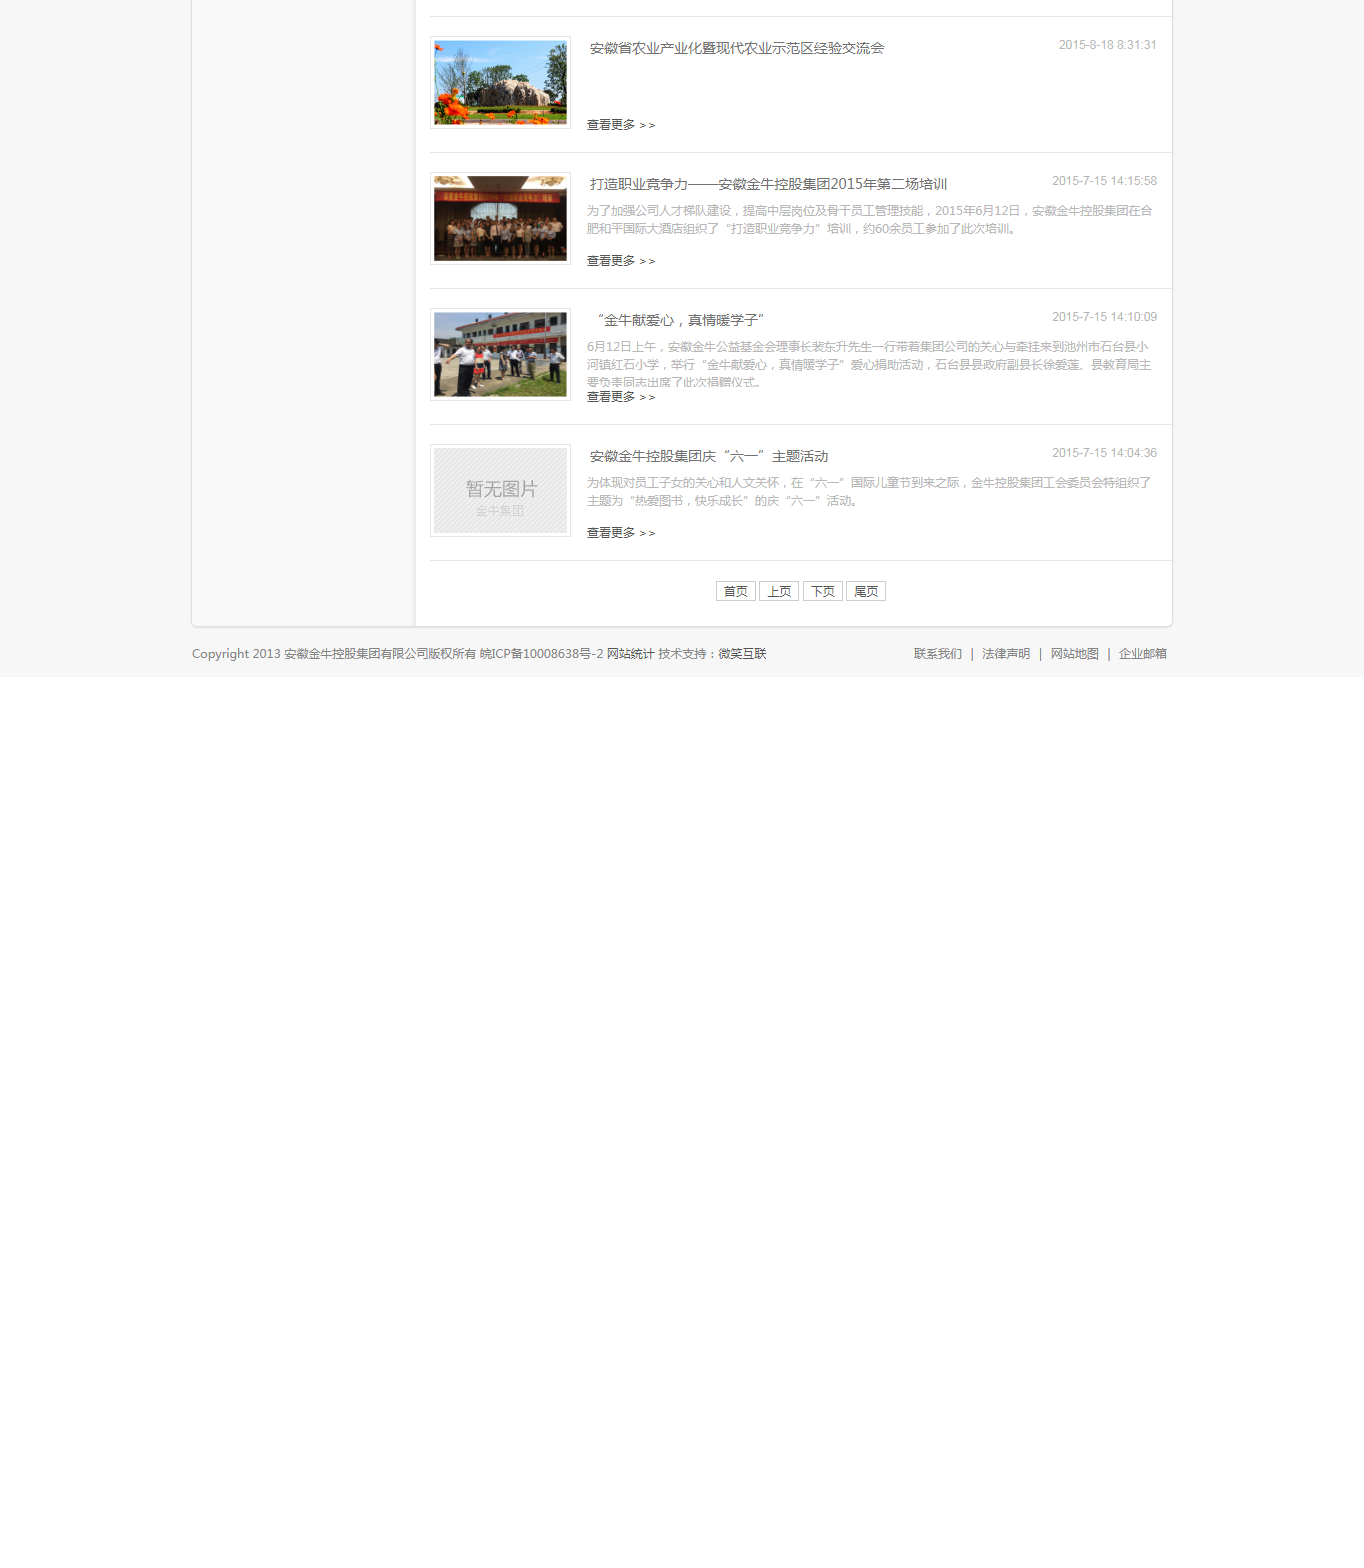 安徽省农业产业化暨现代农业示范区经验交流会
2015-8-18 8:31:31
查看更多 >>
打造职业竞争力——安徽金牛控股集团2015年第二场培训
2015-7-15 14:15:58
为了加强公司人才梯队建设，提高中层岗位及骨干员工管理技能，2015年6月12日，安徽金牛控股集团在合
肥和平国际大酒店组织了“打造职业竞争力”培训，约60余员工参加了此次培训。
查看更多 >>
“金牛献爱心，真情暖学子”
2015-7-15 14:10:09
6月12日上午，安徽金牛公益基金会理事长裴东升先生一行带着集团公司的关心与牵挂来到池州市石台县小
河镇红石小学，举行“金牛献爱心，真情暖学子”爱心捐助活动，石台县县政府副县长徐爱莲、县教育局主
要负责同志出席了此次捐赠仪式。
查看更多 >>
安徽金牛控股集团庆“六一”主题活动
2015-7-15 14:04:36
暂无图片
金牛集团
为体现对员工子女的关心和人文关怀，在“六一”国际儿童节到来之际，金牛控股集团工会委员会特组织了
主题为“热爱图书，快乐成长”的庆“六一”活动。
查看更多 >>
首页 上页 下页 尾页
Copyright 2013 安徽金牛控股集团有限公司版权所有 皖ICP备10008638号-2 网站统计 技术支持：微笑互联
联系我们 | 法律声明 | 网站地图 | 企业邮箱